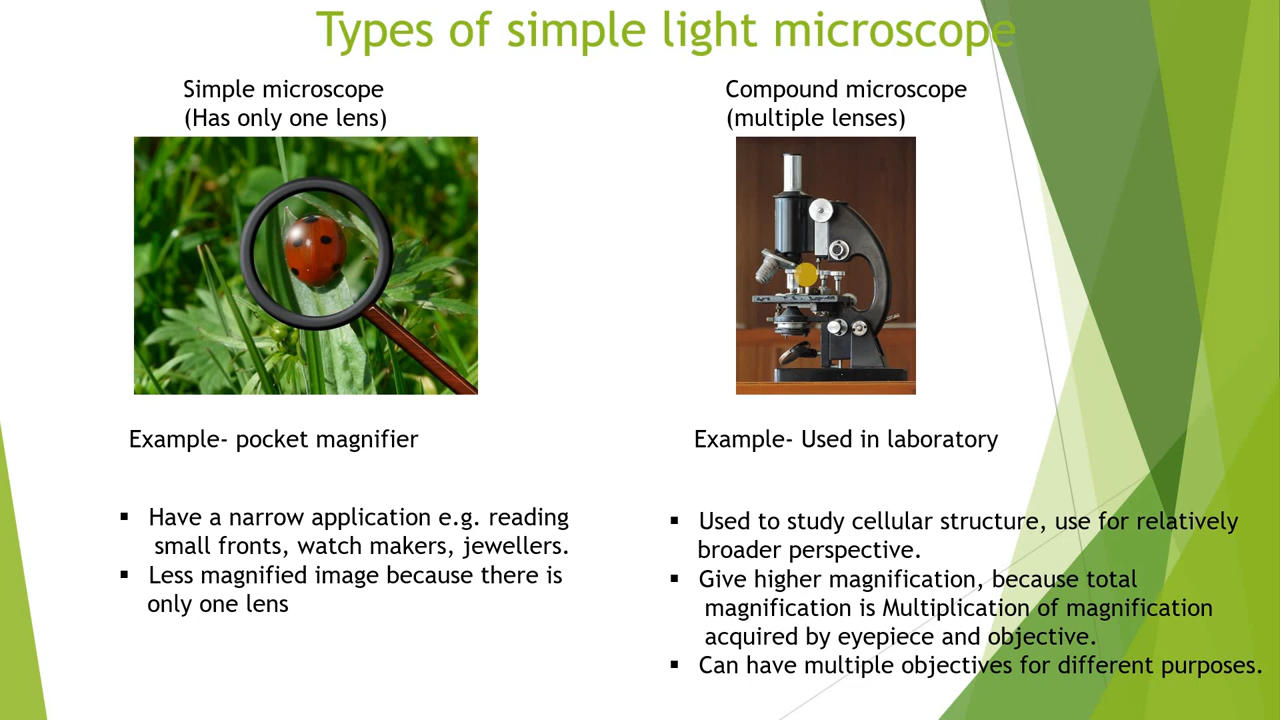 Types of simple light microscope
Simple microscope
(Has only one lens)
Compound microscope
(multiple lenses)
Example- pocket magnifier
Example- Used in laboratory
▪ Have a narrow application e.g. reading
small fronts, watch makers, jewellers.
▪ Less magnified image because there is
only one lens
▪ Used to study cellular structure, use for relatively
broader perspective.
▪ Give higher magnification, because total
magnification is Multiplication of magnification
acquired by eyepiece and objective.
▪ Can have multiple objectives for different purposes.